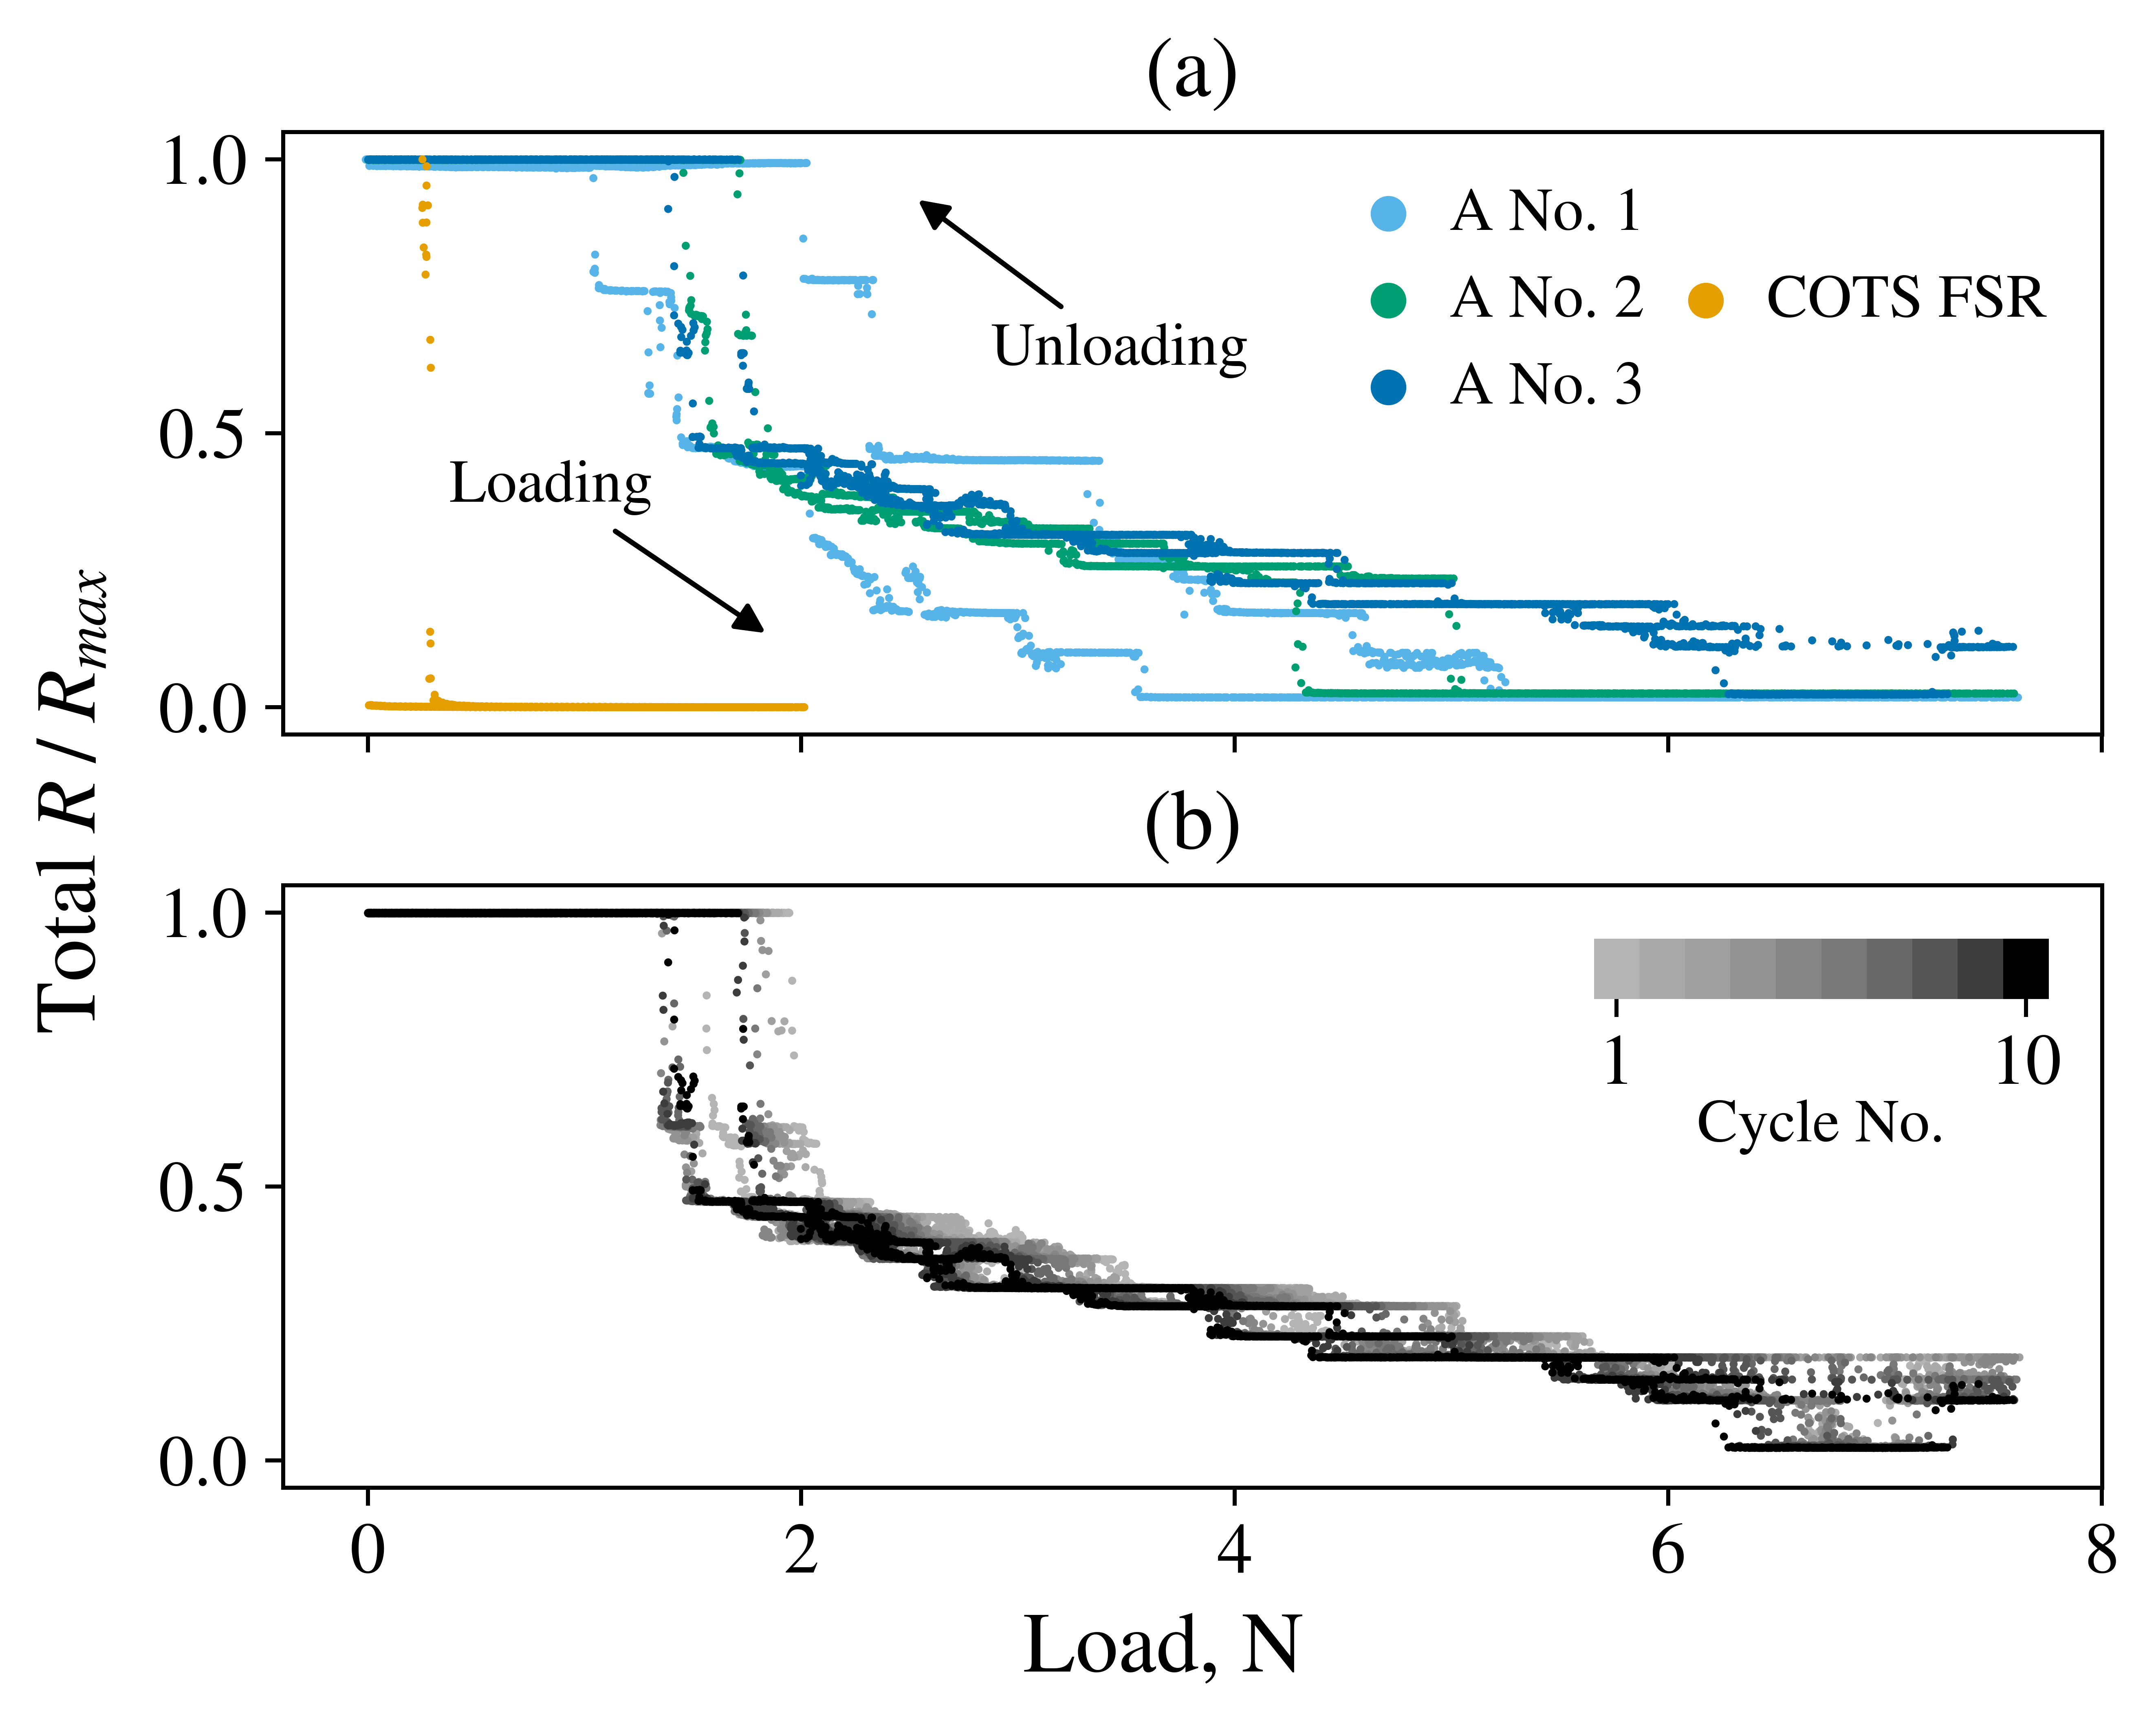 (a)
1.0
0.5
0.0
A No. 1
A No. 2
A No. 3
COTS FSR
Unloading
Loading
Total R / Rmax
(b)
1.0
0.5
0.0
1 10
Cycle No.
0 2 4 6 8
Load, N